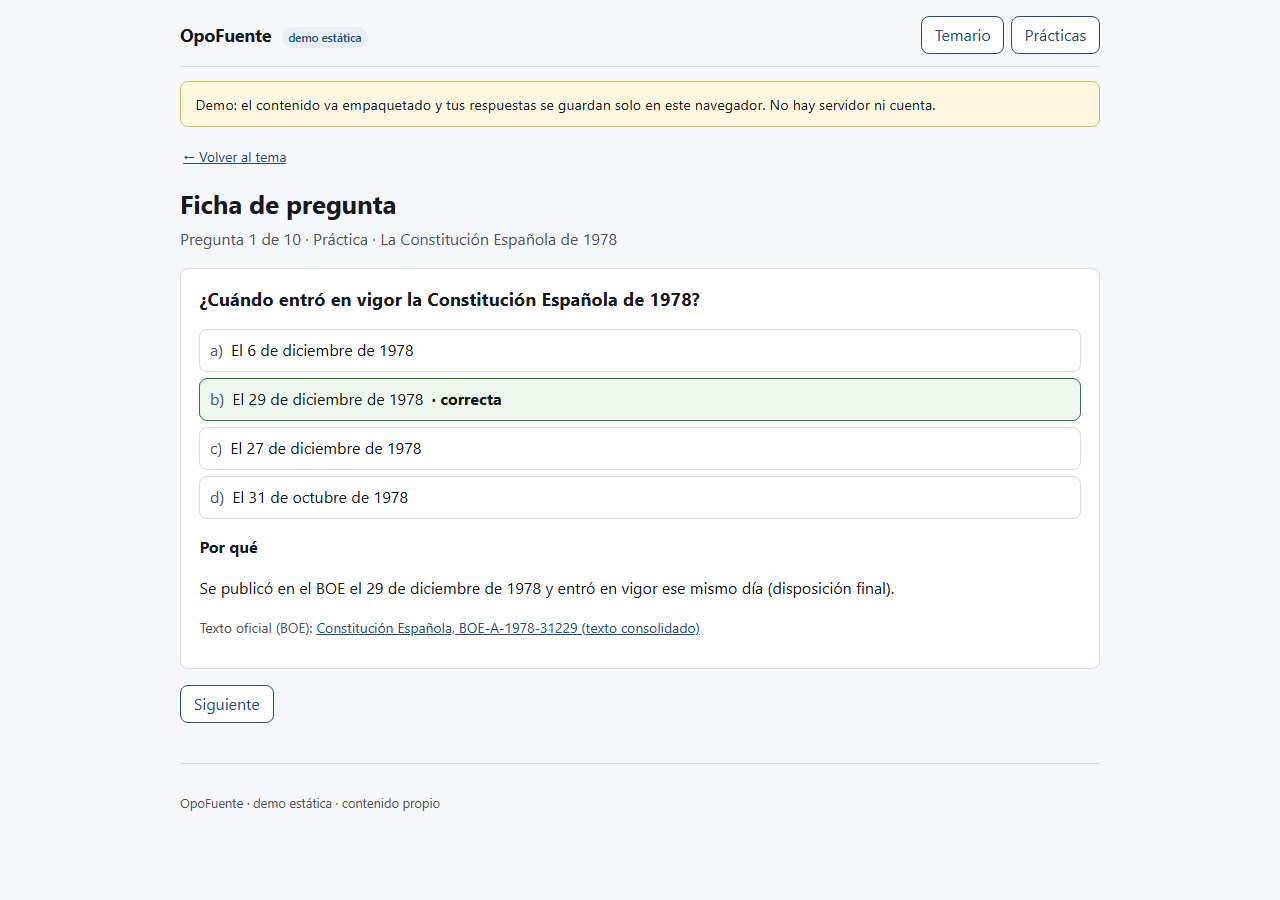 OpoFuente demo estática Temario Prácticas
Demo: el contenido va empaquetado y tus respuestas se guardan solo en este navegador. No hay servidor ni cuenta.
← Volver al tema
Ficha de pregunta
Pregunta 1 de 10 · Práctica · La Constitución Española de 1978
¿Cuándo entró en vigor la Constitución Española de 1978?
a) El 6 de diciembre de 1978
b) El 29 de diciembre de 1978 · correcta
c) El 27 de diciembre de 1978
d) El 31 de octubre de 1978
Por qué
Se publicó en el BOE el 29 de diciembre de 1978 y entró en vigor ese mismo día (disposición final).
Texto oficial (BOE): Constitución Española, BOE-A-1978-31229 (texto consolidado)
Siguiente
OpoFuente · demo estática · contenido propio